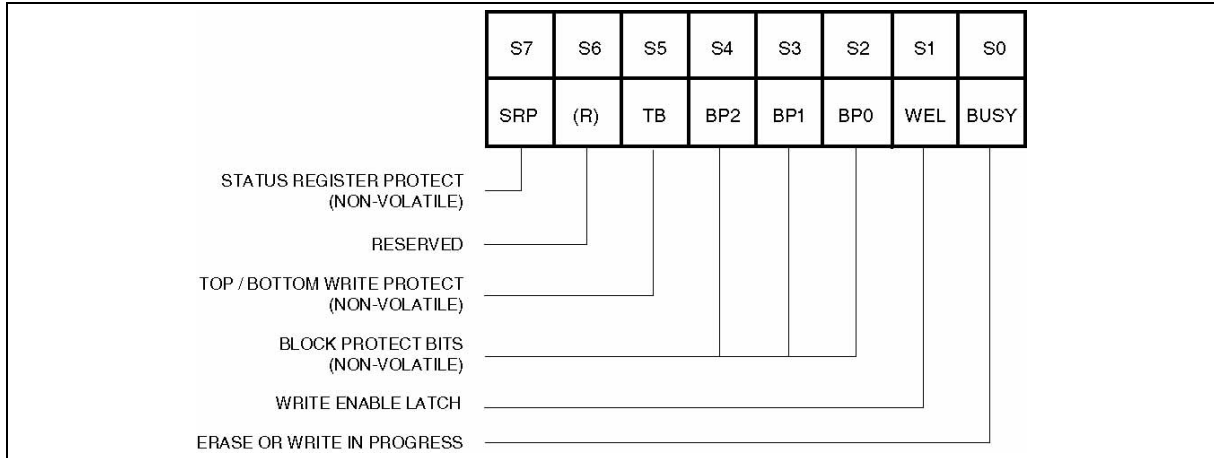 S7 S6 S5 S4 S3 S2 S1 S0
SRP (R) TB BP2 BP1 BP0 WEL BUSY
STATUS REGISTER PROTECT
(NON-VOLATILE)
RESERVED
TOP / BOTTOM WRITE PROTECT
(NON-VOLATILE)
BLOCK PROTECT BITS
(NON-VOLATILE)
WRITE ENABLE LATCH
ERASE OR WRITE IN PROGRESS